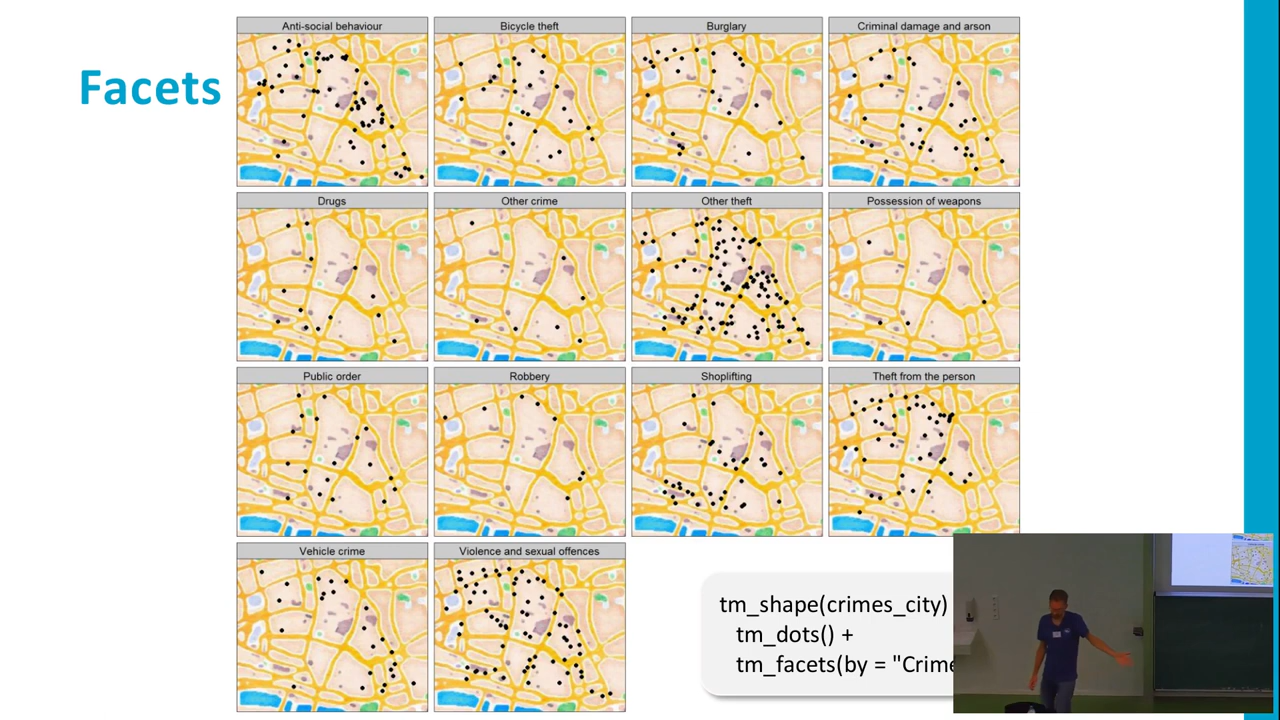 Facets
Anti-social behaviour
Bicycle theft
Burglary
Criminal damage and arson
Drugs
Other crime
Other theft
Possession of weapons
Public order
Robbery
Shoplifting
Theft from the person
Vehicle crime
Violence and sexual offences
tm_shape(crimes_city)
tm_dots() +
tm_facets(by = "Crime